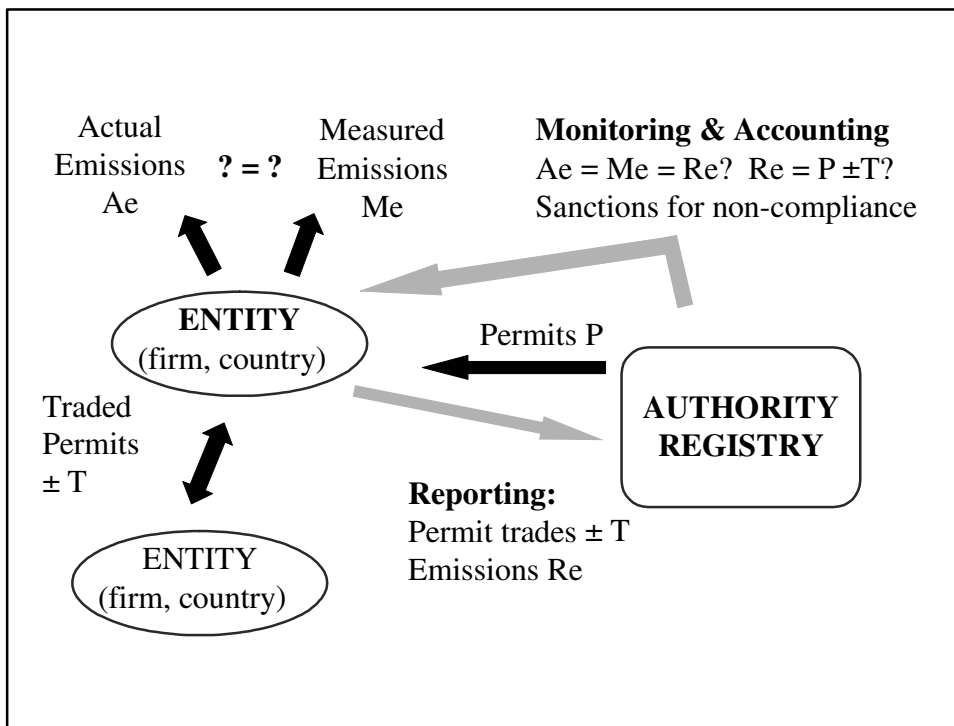 Actual
Emissions
Ae
? = ?
Measured
Emissions
Me
Monitoring & Accounting
Ae = Me = Re?  Re = P ±T?
Sanctions for non-compliance
ENTITY
(firm, country)
Permits P
AUTHORITY
REGISTRY
Traded
Permits
± T
Reporting:
Permit trades ± T
Emissions Re
ENTITY
(firm, country)